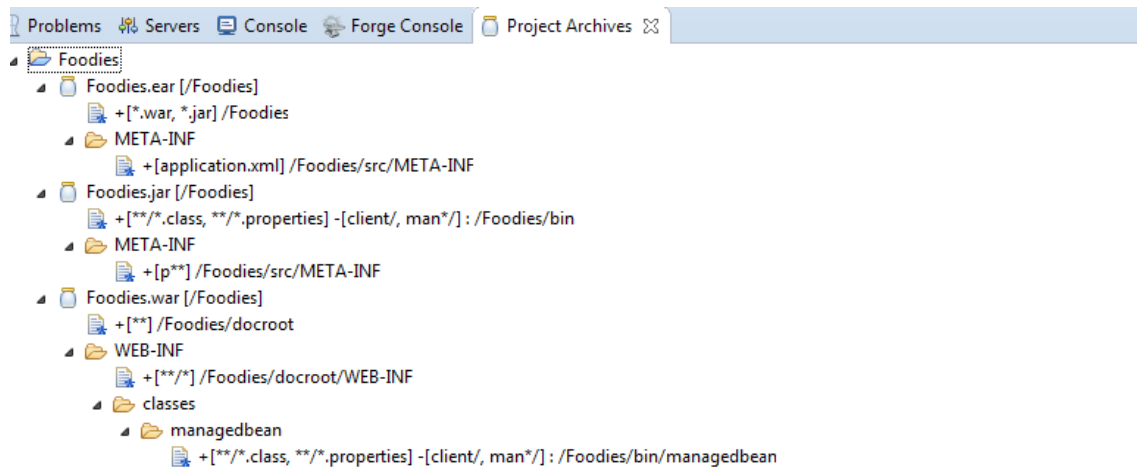 Problems Servers Console Forge Console Project Archives
Foodies
Foodies.ear [/Foodies]
+[*.war, *.jar] /Foodies
META-INF
+[application.xml] /Foodies/src/META-INF
Foodies.jar [/Foodies]
+[**/*.class, **/*.properties] -[client/, man*/] : /Foodies/bin
META-INF
+[p**] /Foodies/src/META-INF
Foodies.war [/Foodies]
+[**] /Foodies/docroot
WEB-INF
+[**/*] /Foodies/docroot/WEB-INF
classes
managedbean
+[**/*.class, **/*.properties] -[client/, man*/] : /Foodies/bin/managedbean